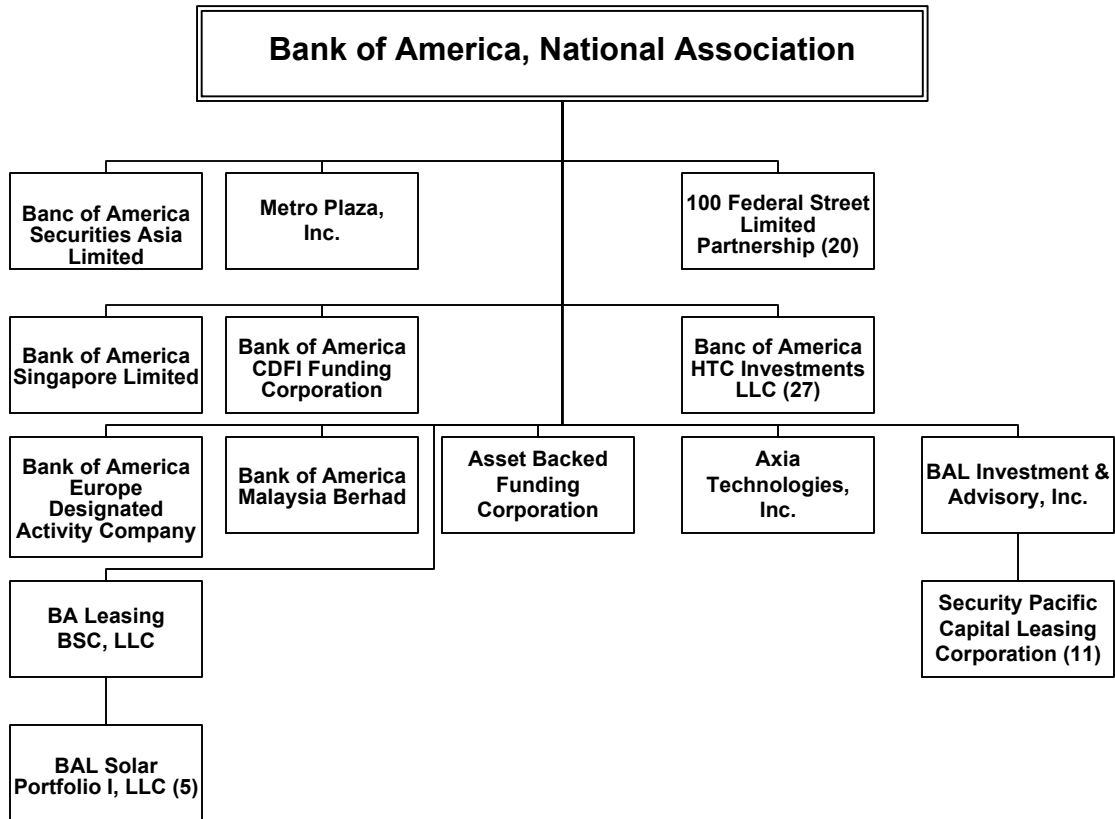 Bank of America, National Association
Banc of America
Securities Asia
Limited
Metro Plaza,
Inc.
100 Federal Street
Limited
Partnership (20)
Bank of America
Singapore Limited
Bank of America
CDFI Funding
Corporation
Banc of America
HTC Investments
LLC (27)
Bank of America
Europe
Designated
Activity Company
Bank of America
Malaysia Berhad
Asset Backed
Funding
Corporation
Axia
Technologies,
Inc.
BAL Investment &
Advisory, Inc.
BA Leasing
BSC, LLC
Security Pacific
Capital Leasing
Corporation (11)
BAL Solar
Portfolio I, LLC (5)